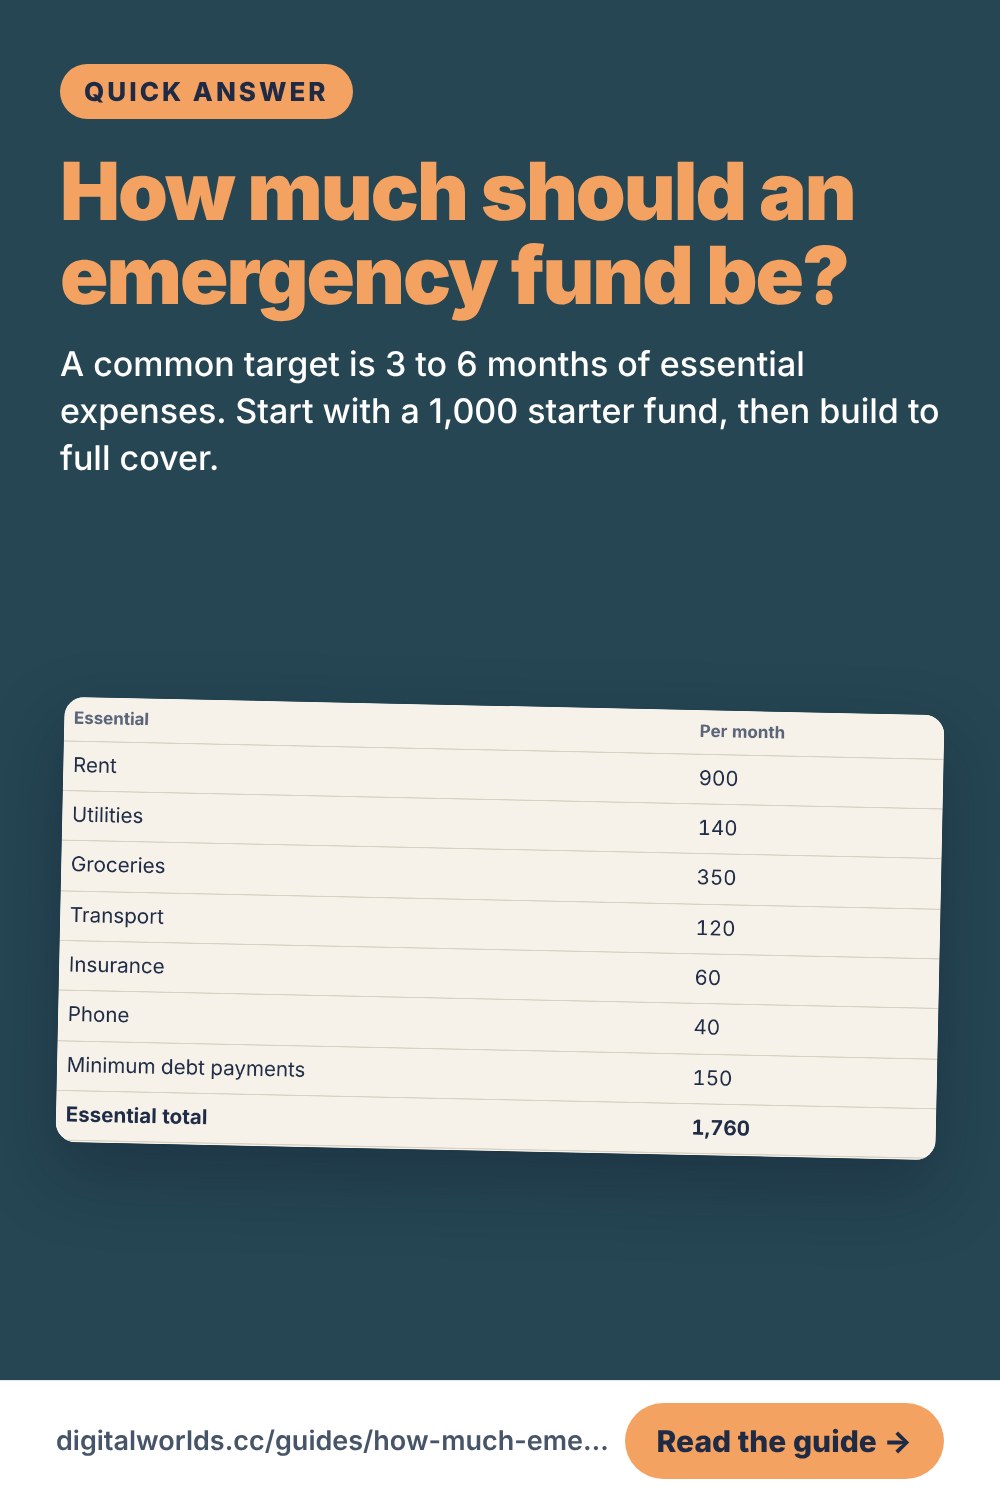 QUICK ANSWER
How much should an
emergency fund be?
A common target is 3 to 6 months of essential
expenses. Start with a 1,000 starter fund, then build to
full cover.
Essential Per month
Rent 900
Utilities 140
Groceries 350
Transport 120
Insurance 60
Phone 40
Minimum debt payments 150
Essential total 1,760
digitalworlds.cc/guides/how-much-eme... Read the guide →